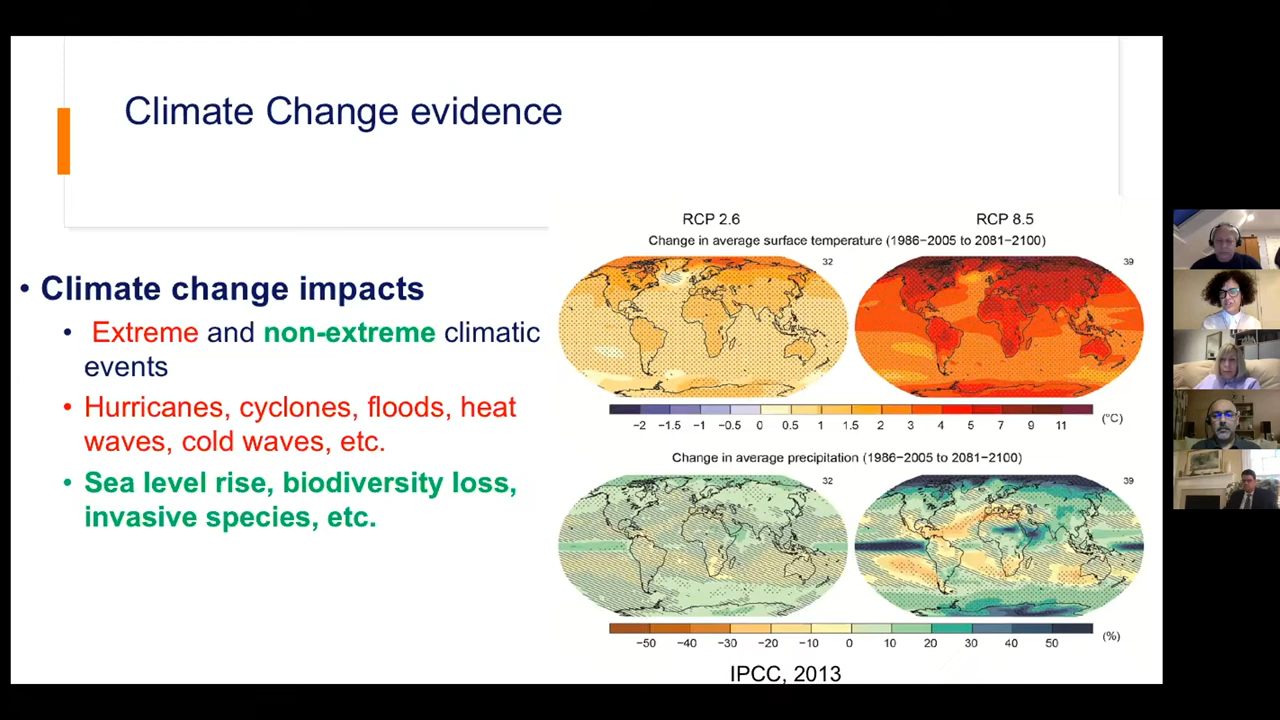 Climate Change evidence
• Climate change impacts
• Extreme and non-extreme climatic
events
• Hurricanes, cyclones, floods, heat
waves, cold waves, etc.
• Sea level rise, biodiversity loss,
invasive species, etc.
RCP 2.6 RCP 8.5
Change in average surface temperature (1986−2005 to 2081−2100)
32 39
−2 −1.5 −1 −0.5 0 0.5 1 1.5 2 3 4 5 7 9 11 (°C)
Change in average precipitation (1986−2005 to 2081−2100)
32 39
−50 −40 −30 −20 −10 0 10 20 30 40 50 (%)
IPCC, 2013